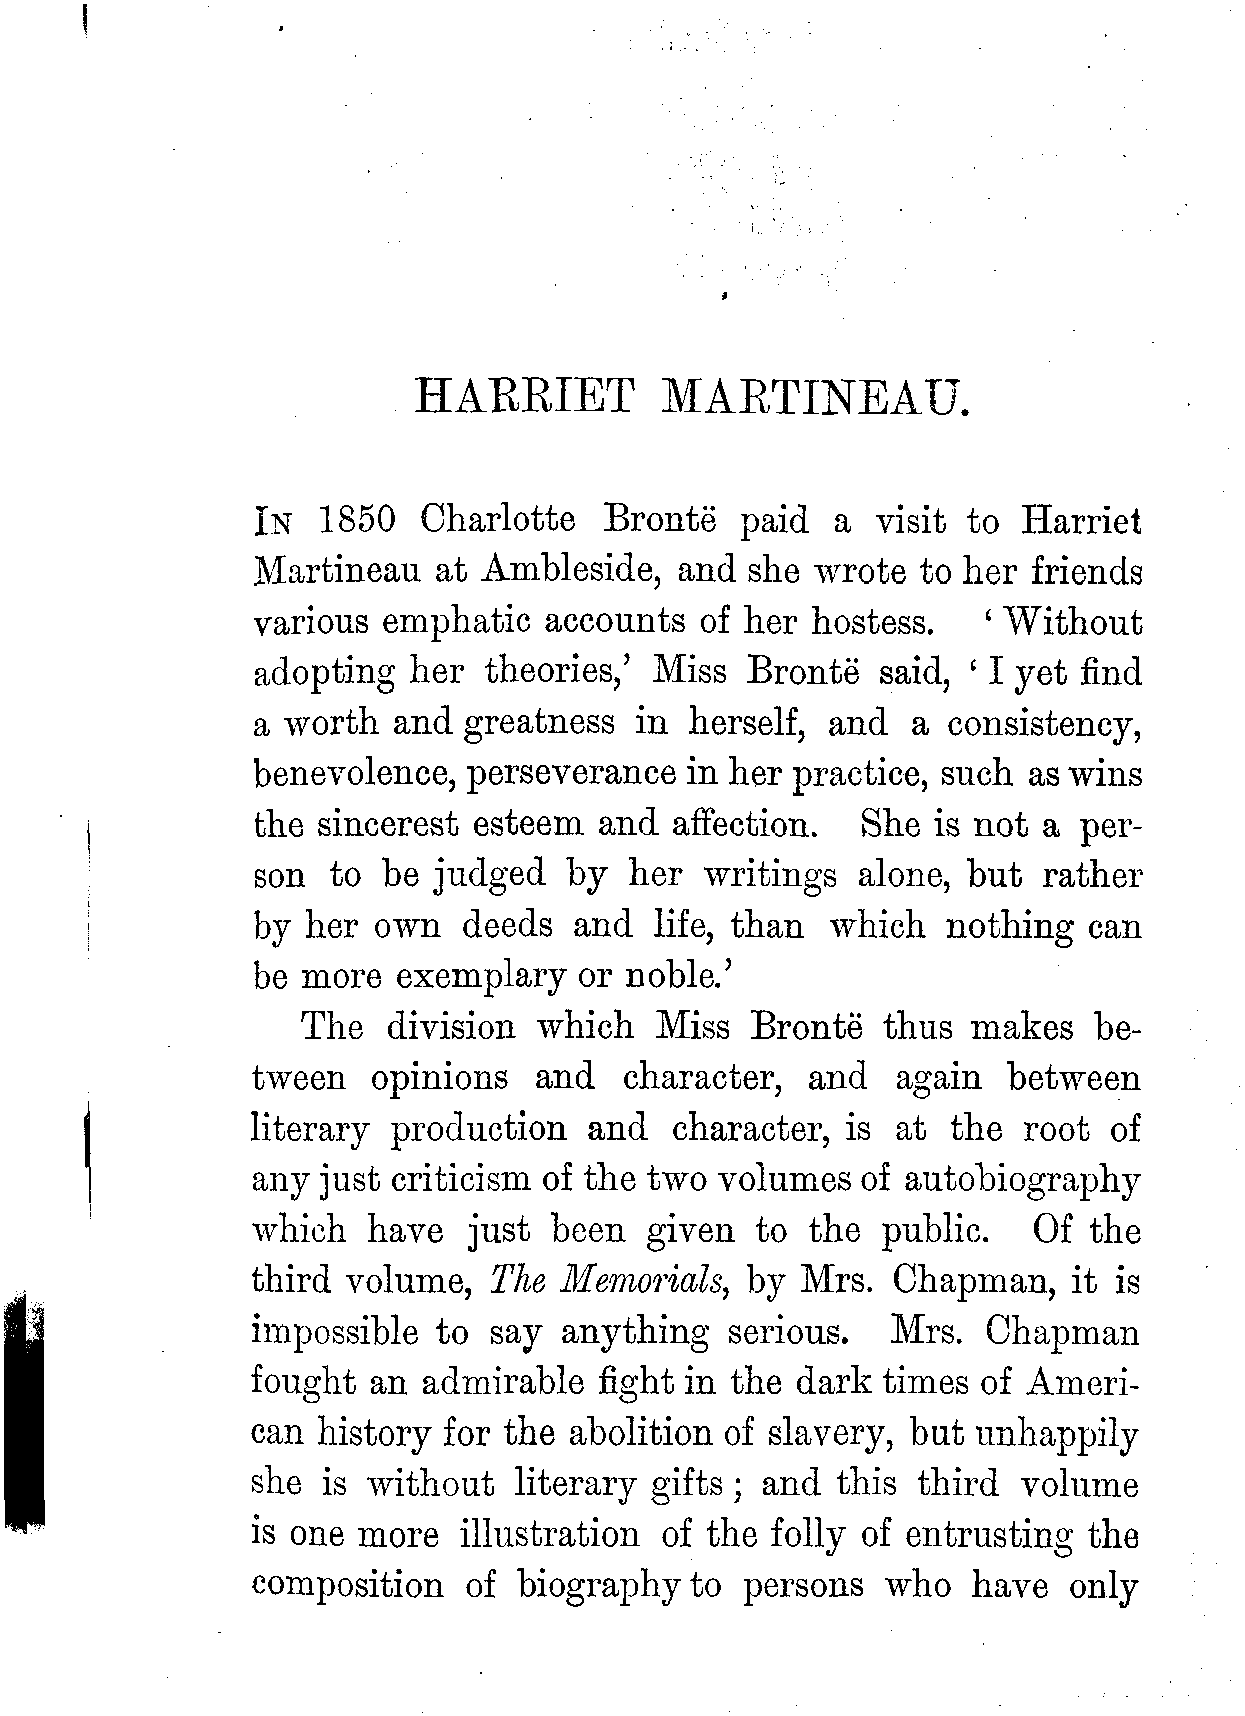 HARRIET MARTINEAU.
IN 1850 Charlotte Brontë paid a visit to Harriet
Martineau at Ambleside, and she wrote to her friends
various emphatic accounts of her hostess. ‘ Without
adopting her theories,’ Miss Brontë said, ‘ I yet find
a worth and greatness in herself, and a consistency,
benevolence, perseverance in her practice, such as wins
the sincerest esteem and affection. She is not a per-
son to be judged by her writings alone, but rather
by her own deeds and life, than which nothing can
be more exemplary or noble.’
The division which Miss Brontë thus makes be-
tween opinions and character, and again between
literary production and character, is at the root of
any just criticism of the two volumes of autobiography
which have just been given to the public. Of the
third volume, The Memorials, by Mrs. Chapman, it is
impossible to say anything serious. Mrs. Chapman
fought an admirable fight in the dark times of Ameri-
can history for the abolition of slavery, but unhappily
she is without literary gifts ; and this third volume
is one more illustration of the folly of entrusting the
composition of biography to persons who have only